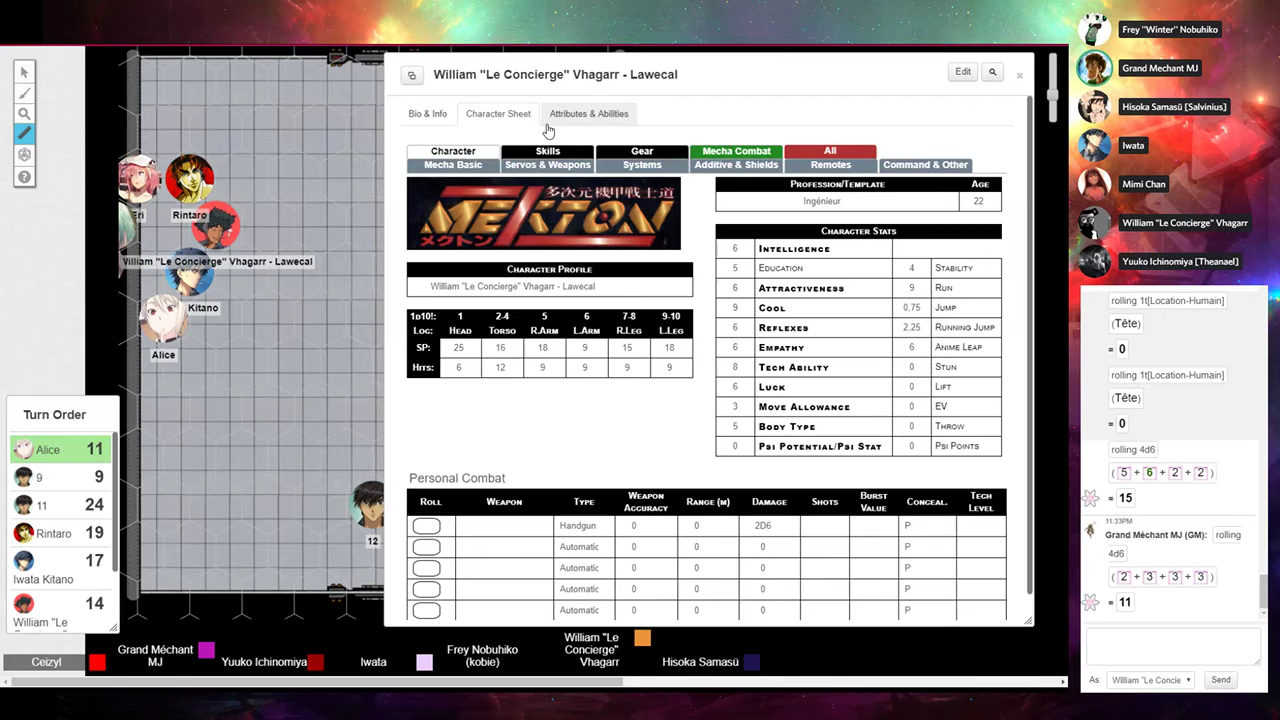 William "Le Concierge" Vhagarr - Lawecal
Edit
Bio & Info
Character Sheet
Attributes & Abilities
Character
Skills
Gear
Mecha Combat
All
Mecha Basic
Servos & Weapons
Systems
Additive & Shields
Remotes
Command & Other
多次元機甲戦士道
MEKTON
メクトン
Profession/Template
Age
Ingénieur
22
Character Stats
6 Intelligence
5 Education 4 Stability
6 Attractiveness 9 Run
9 Cool 0,75 Jump
6 Reflexes 2,25 Running Jump
6 Empathy 6 Anime Leap
8 Tech Ability 0 Stun
6 Luck 0 Lift
3 Move Allowance 0 EV
5 Body Type 0 Throw
0 Psi Potential/Psi Stat 0 Psi Points
Character Profile
William "Le Concierge" Vhagarr - Lawecal
1D10!: 1 2-4 5 6 7-8 9-10
Loc: Head Torso R.Arm L.Arm R.Leg L.Leg
SP: 25 16 18 9 15 18
Hits: 6 12 9 9 9 9
Personal Combat
Roll Weapon Type Weapon Accuracy Range (m) Damage Shots Burst Value Conceal. Tech Level
Handgun 0 0 2D6 P
Automatic 0 0 0 P
Automatic 0 0 0 P
Automatic 0 0 0 P
Automatic 0 0 0 P
Eri
Rintaro
William "Le Concierge" Vhagarr - Lawecal
Kitano
Alice
12
Turn Order
Alice 11
9 9
11 24
Rintaro 19
17
Iwata Kitano
14
William "Le
Ceizyl
Grand Méchant
MJ
Yuuko Ichinomiya
Iwata
Frey Nobuhiko
(kobie)
William "Le
Concierge"
Vhagarr
Hisoka Samasū
Frey "Winter" Nobuhiko
Grand Mechant MJ
Hisoka Samasū [Salvinius]
Iwata
Mimi Chan
William "Le Concierge" Vhagarr
Yuuko Ichinomiya [Theanael]
rolling 1t[Location-Humain]
(Tête)
= 0
rolling 1t[Location-Humain]
(Tête)
= 0
rolling 4d6
(5+6+2+2)
= 15
11:33PM
Grand Méchant MJ (GM): rolling
4d6
(2+3+3+3)
= 11
As: William "Le Concie
Send